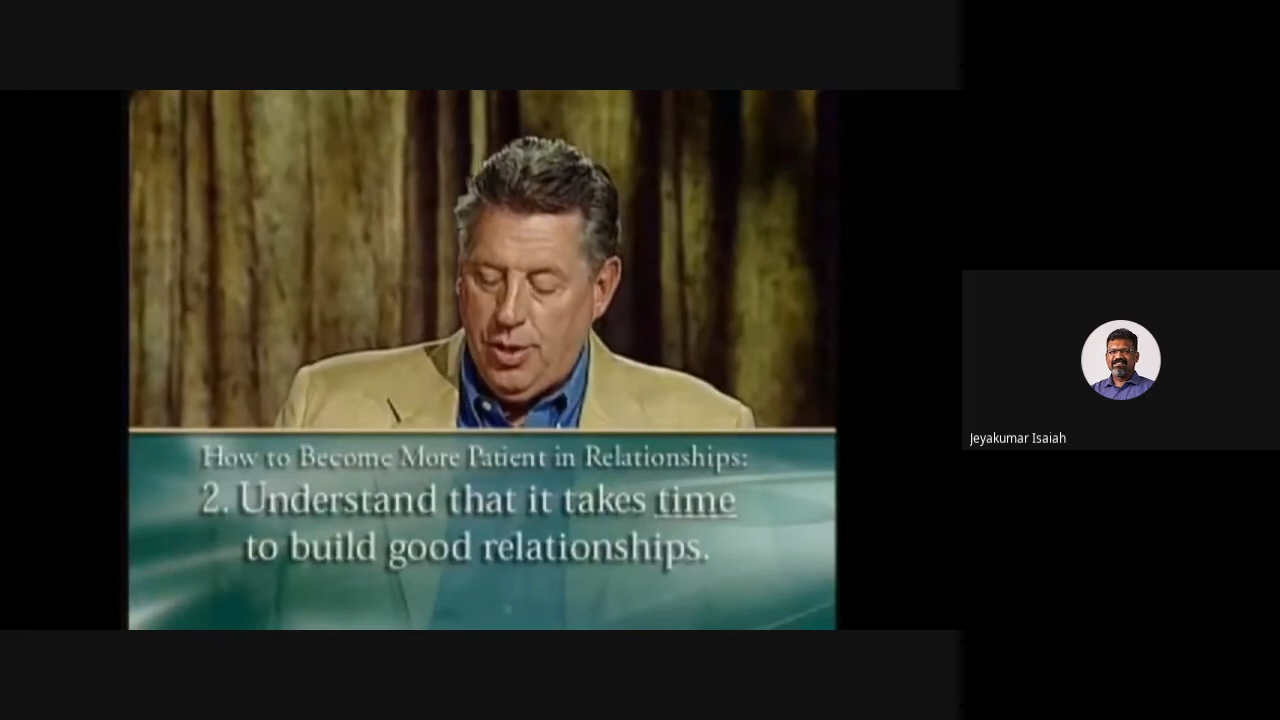 How to Become More Patient in Relationships:
2. Understand that it takes time
to build good relationships.
Jeyakumar Isaiah